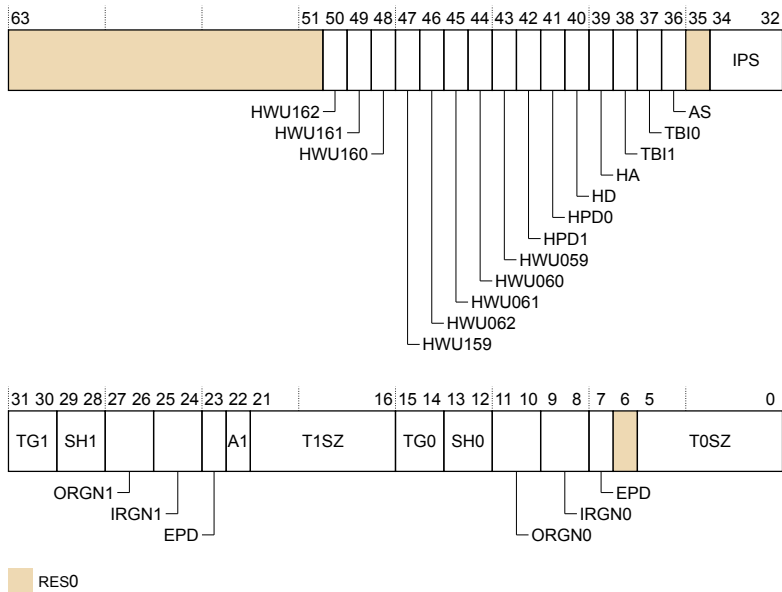 63 51 50 49 48 47 46 45 44 43 42 41 40 39 38 37 36 35 34 32
IPS
HWU162 AS
HWU161 TBI0
HWU160 TBI1
HA
HD
HPD0
HPD1
HWU059
HWU060
HWU061
HWU062
HWU159
31 30 29 28 27 26 25 24 23 22 21 16 15 14 13 12 11 10 9 8 7 6 5 0
TG1 SH1 A1 T1SZ TG0 SH0 T0SZ
ORGN1 EPD
IRGN1 IRGN0
EPD ORGN0
RES0